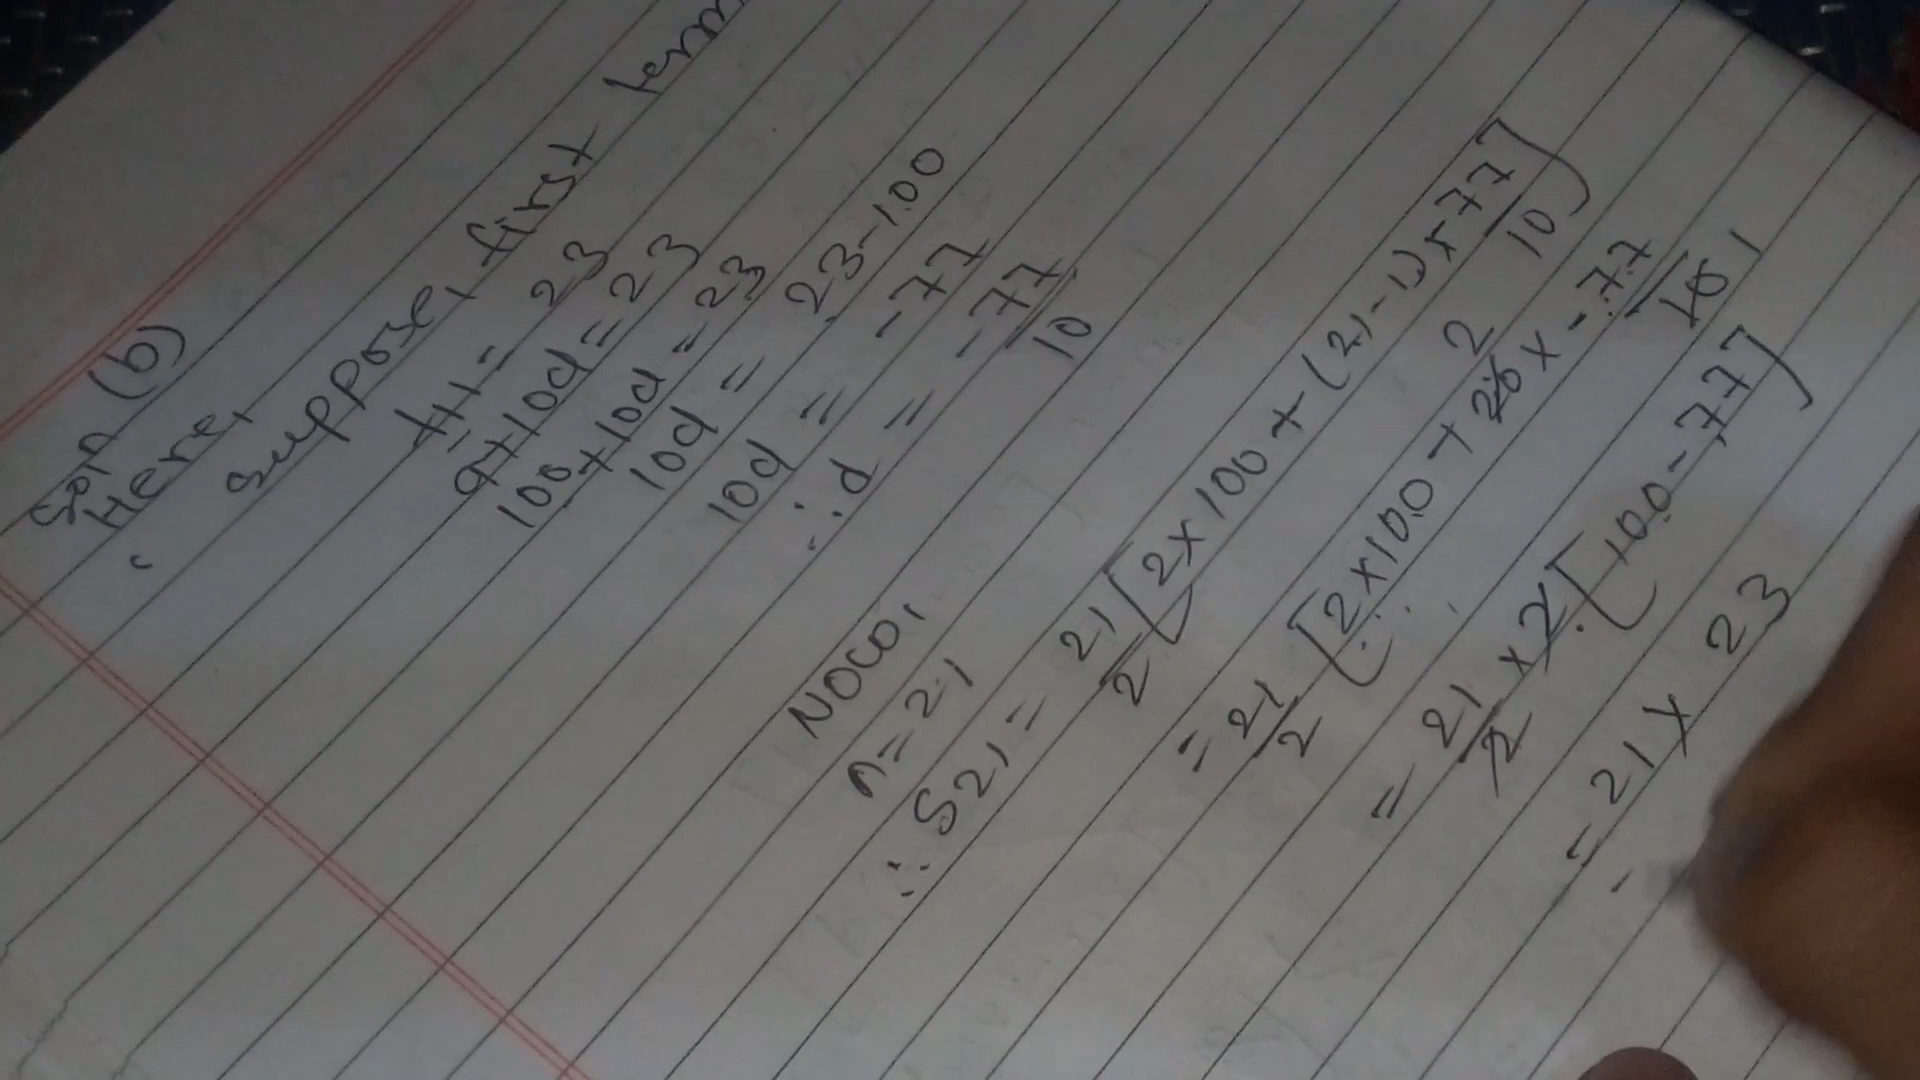 Soln (b)
Here,
Suppose, first term
t11 = 23
a+10d = 23
100+10d = 23
10d = 23-100
10d = -77
∴ d = -77/10
Now,
n = 21
∴ S21 = 21/2 [2×100+(21-1)×77/10]
= 21/2 [2×100+20 2×-77/10 1
= 21/2 ×2 [100-77]
= 21× 23